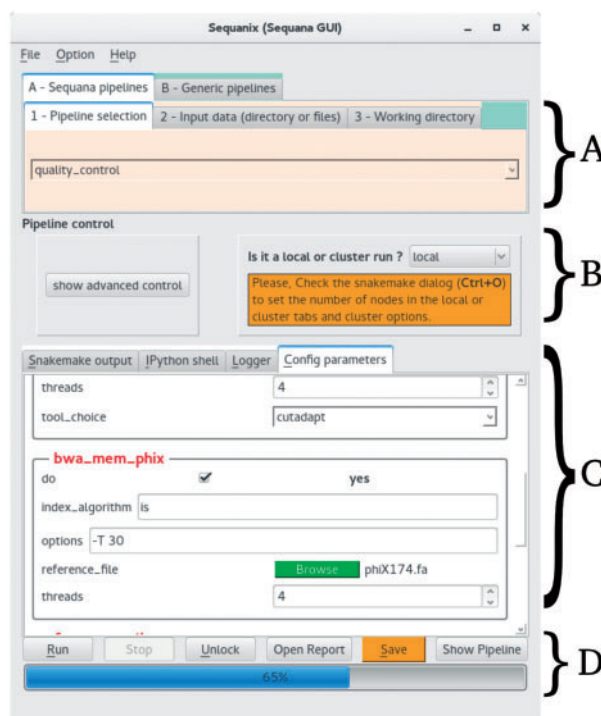 Sequanix (Sequana GUI)
File Option Help
A - Sequana pipelines B - Generic pipelines
1 - Pipeline selection 2 - Input data (directory or files) 3 - Working directory
A
quality_control
Pipeline control
Is it a local or cluster run ? local
show advanced control
Please, Check the snakemake dialog (Ctrl+O)
to set the number of nodes in the local or
cluster tabs and cluster options.
B
Snakemake output IPython shell Logger Config parameters
threads 4
tool_choice cutadapt
bwa_mem_phix
do yes
C
index_algorithm is
options -T 30
reference_file Browse phiX174.fa
threads 4
Run Stop Unlock Open Report Save Show Pipeline
D
65%